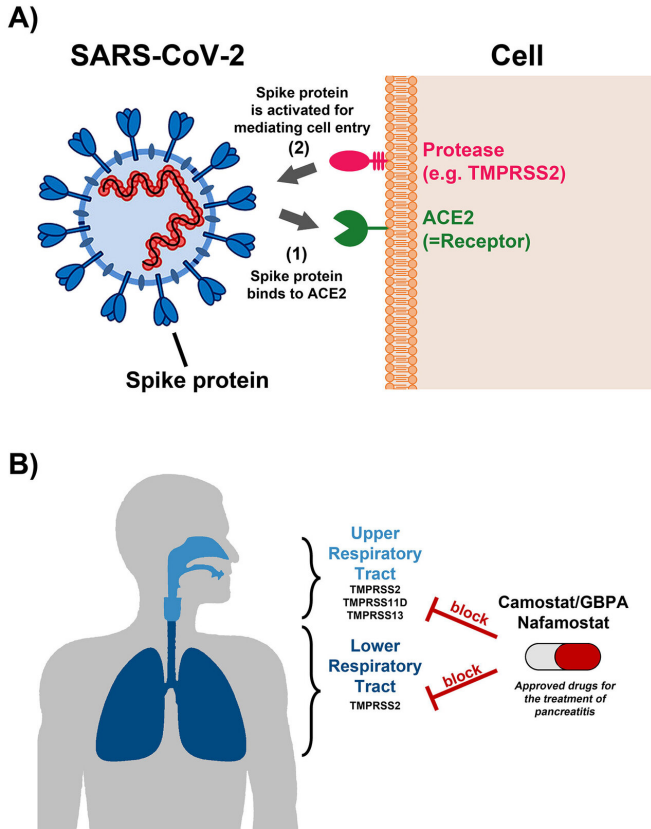 A)
SARS-CoV-2
Cell
Spike protein
is activated for
mediating cell entry
(2)
Protease
(e.g. TMPRSS2)
ACE2
(=Receptor)
(1)
Spike protein
binds to ACE2
Spike protein
B)
Upper
Respiratory
Tract
TMPRSS2
TMPRSS11D
TMPRSS13
block
Camostat/GBPA
Nafamostat
Lower
Respiratory
Tract
TMPRSS2
block
Approved drugs for
the treatment of
pancreatitis